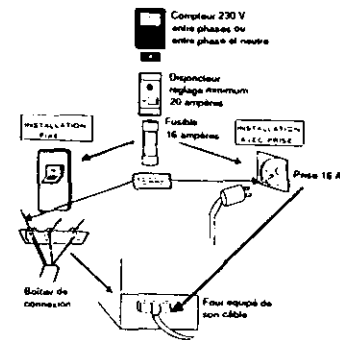 Compteur 230 V
entre phases ou
entre phase et neutre
Disjoncteur
réglage minimum
20 ampères
Fusible
16 ampères
INSTALLATION
FIXE
INSTALLATION
AVEC PRISE
TERRE
Prise 16 A
Boîtier de
connexion
Four équipé de
son câble